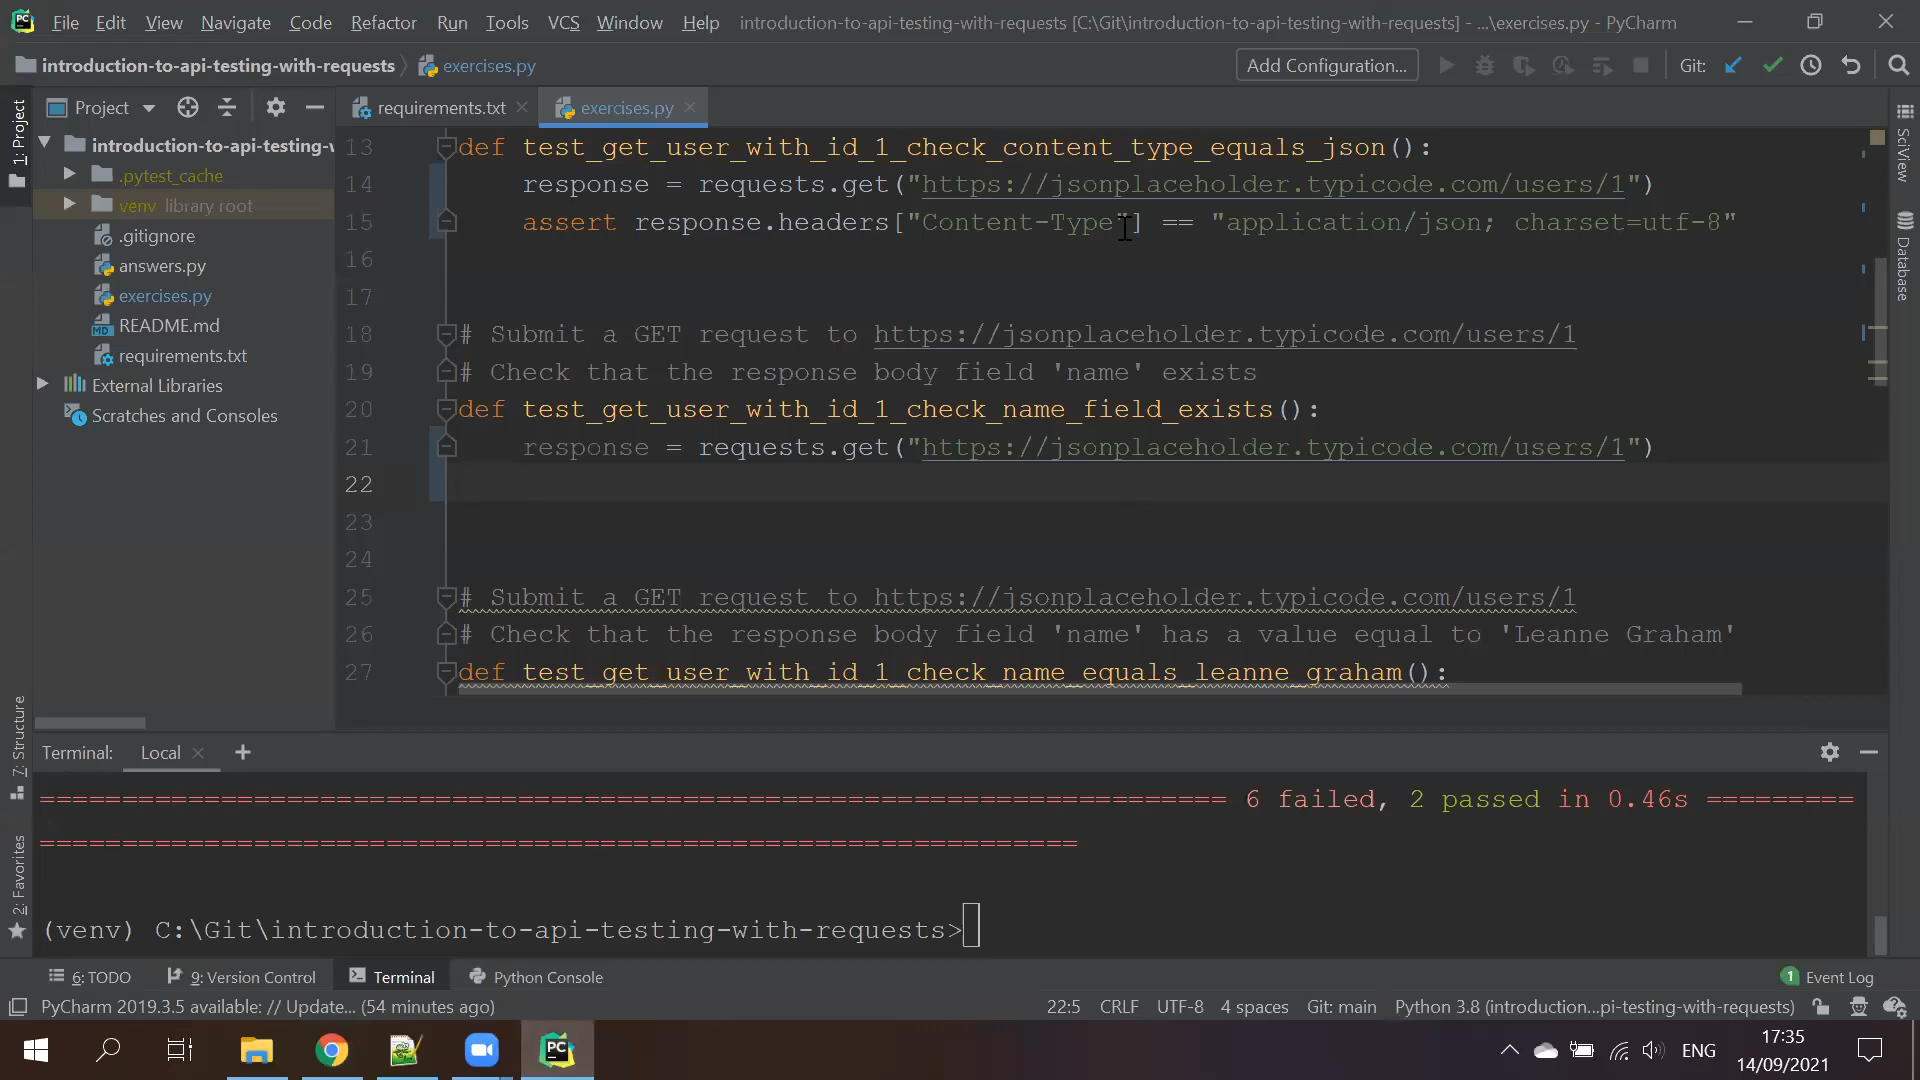 File Edit View Navigate Code Refactor Run Tools VCS Window Help introduction-to-api-testing-with-requests [C:\Git\introduction-to-api-testing-with-requests] - ...\exercises.py - PyCharm
introduction-to-api-testing-with-requests exercises.py Add Configuration... Git:
Project
requirements.txt
exercises.py
1: Project
introduction-to-api-testing-w
.pytest_cache
venv library root
.gitignore
answers.py
exercises.py
README.md
requirements.txt
External Libraries
Scratches and Consoles
13 def test_get_user_with_id_1_check_content_type_equals_json():
14 response = requests.get("https://jsonplaceholder.typicode.com/users/1")
15 assert response.headers["Content-Type"] == "application/json; charset=utf-8"
16
17
18 # Submit a GET request to https://jsonplaceholder.typicode.com/users/1
19 # Check that the response body field 'name' exists
20 def test_get_user_with_id_1_check_name_field_exists():
21 response = requests.get("https://jsonplaceholder.typicode.com/users/1")
22
23
24
25 # Submit a GET request to https://jsonplaceholder.typicode.com/users/1
26 # Check that the response body field 'name' has a value equal to 'Leanne Graham'
27 def test_get_user_with_id_1_check_name_equals_leanne_graham():
SciView
Database
7: Structure
2: Favorites
Terminal: Local
============================================================================ 6 failed, 2 passed in 0.46s =========
=================================================================
(venv) C:\Git\introduction-to-api-testing-with-requests>
6: TODO 9: Version Control Terminal Python Console 1 Event Log
PyCharm 2019.3.5 available: // Update... (54 minutes ago) 22:5 CRLF UTF-8 4 spaces Git: main Python 3.8 (introduction...pi-testing-with-requests)
ENG
17:35
14/09/2021